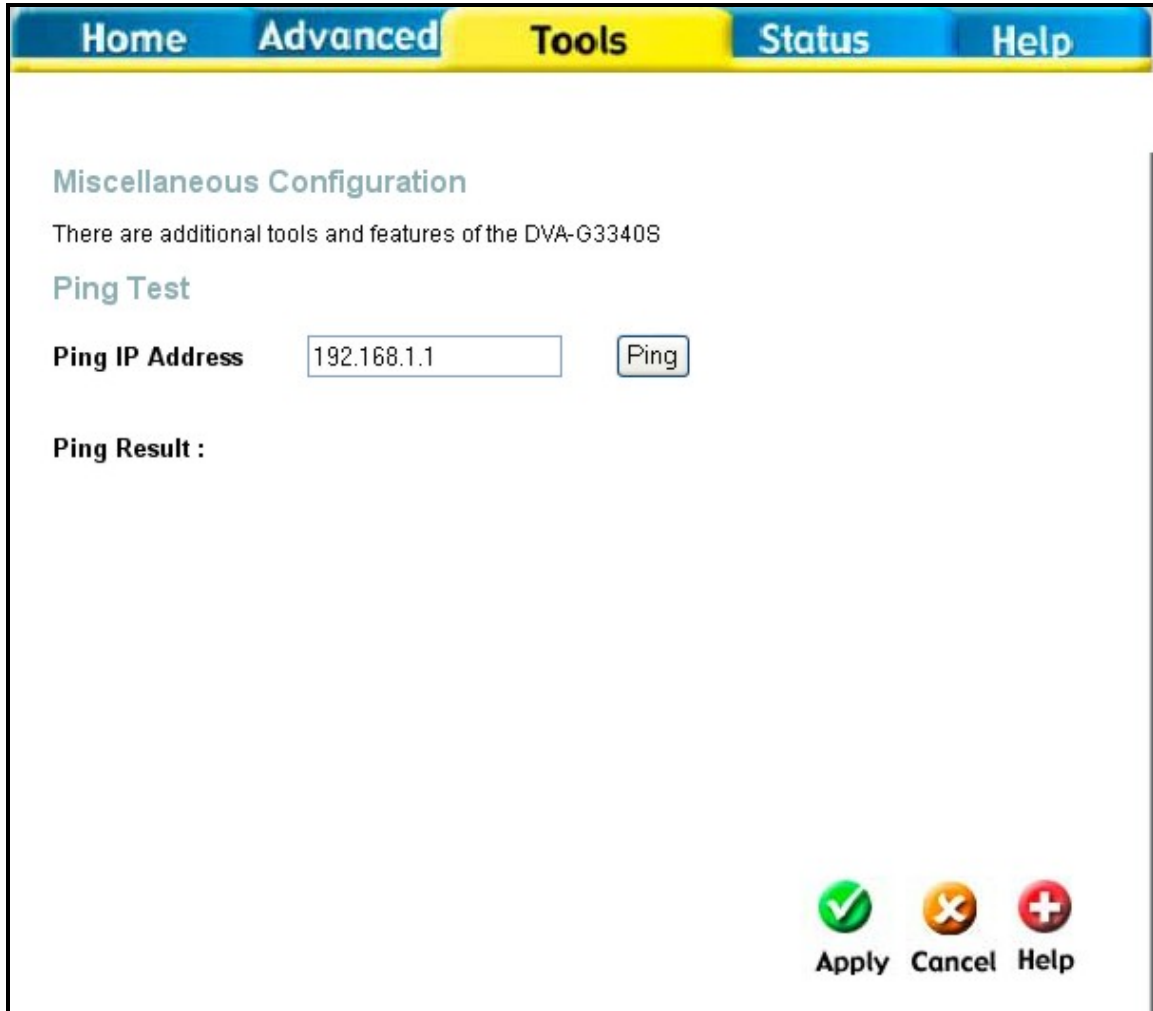 Home Advanced Tools Status Help
Miscellaneous Configuration
There are additional tools and features of the DVA-G3340S
Ping Test
Ping IP Address 192.168.1.1 Ping
Ping Result :
Apply Cancel Help